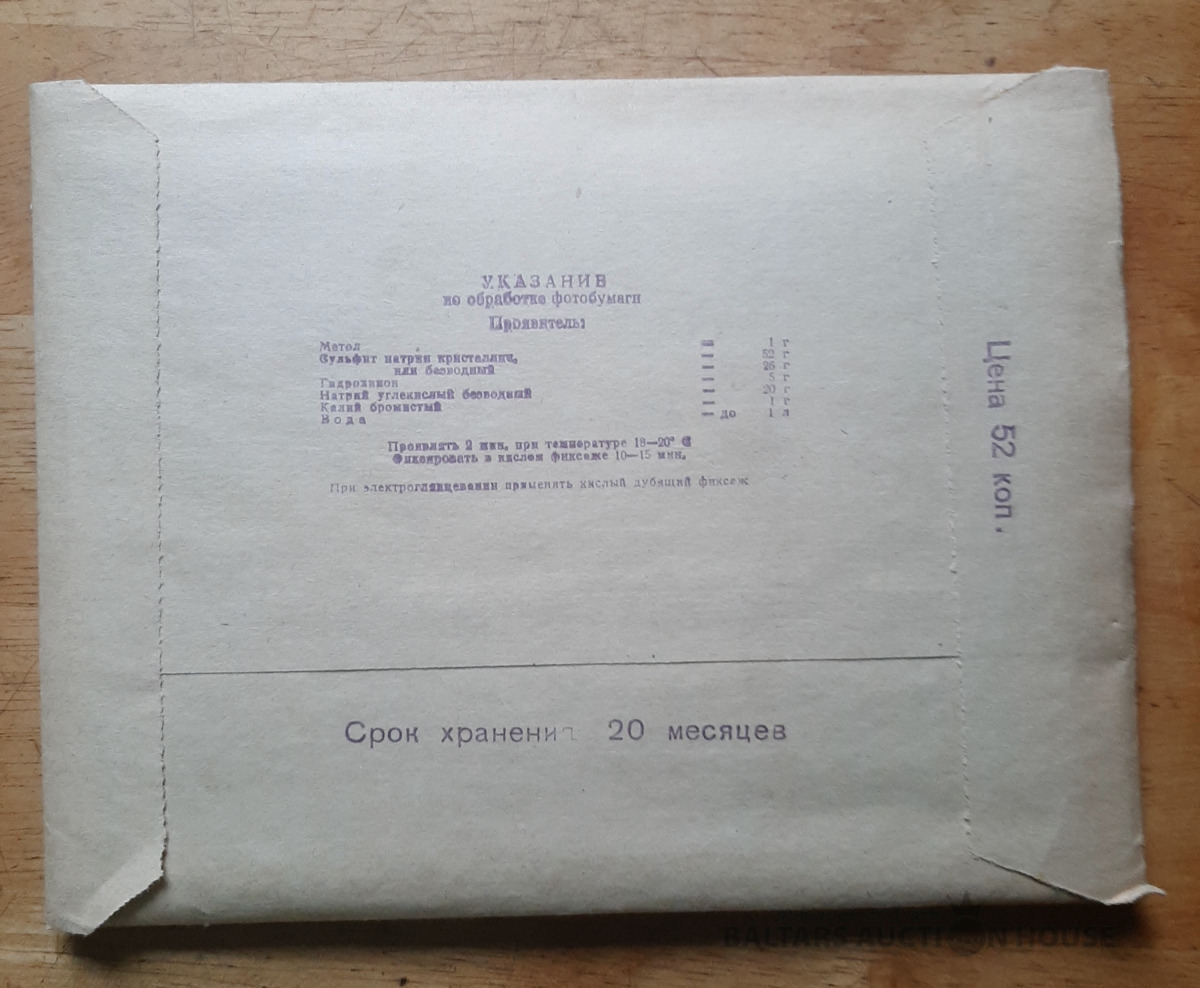 УКАЗАНИЕ
по обработке фотобумаги
Проявитель:
Метол — 1 г
Сульфит натрия кристаллич. — 52 г
или безводный — 26 г
Гидрохинон — 5 г
Натрий углекислый безводный — 20 г
Калий бромистый — 1 г
Вода — до 1 л
Проявлять 2 мин. при температуре 18—20° С
Фиксировать в кислом фиксаже 10—15 мин.
При электроглянцевании применять кислый дубящий фиксаж
Цена 52 коп.
Срок хранения 20 месяцев
BALTARS AUCTION HOUSE